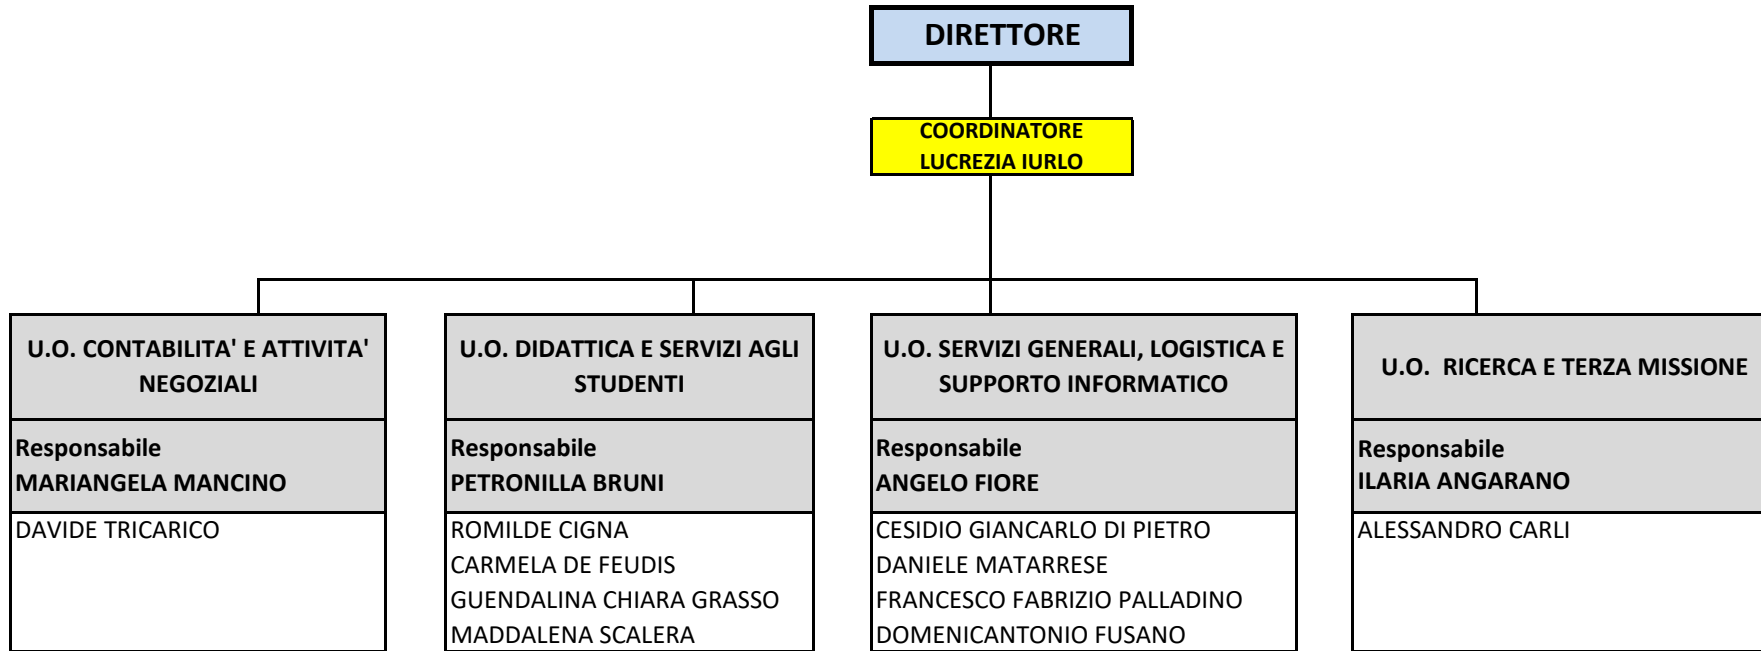 DIRETTORE
COORDINATORE
LUCREZIA IURLO
U.O. CONTABILITA' E ATTIVITA'
NEGOZIALI
Responsabile
MARIANGELA MANCINO
DAVIDE TRICARICO
U.O. DIDATTICA E SERVIZI AGLI
STUDENTI
Responsabile
PETRONILLA BRUNI
ROMILDE CIGNA
CARMELA DE FEUDIS
GUENDALINA CHIARA GRASSO
MADDALENA SCALERA
U.O. SERVIZI GENERALI, LOGISTICA E
SUPPORTO INFORMATICO
Responsabile
ANGELO FIORE
CESIDIO GIANCARLO DI PIETRO
DANIELE MATARRESE
FRANCESCO FABRIZIO PALLADINO
DOMENICANTONIO FUSANO
U.O. RICERCA E TERZA MISSIONE
Responsabile
ILARIA ANGARANO
ALESSANDRO CARLI